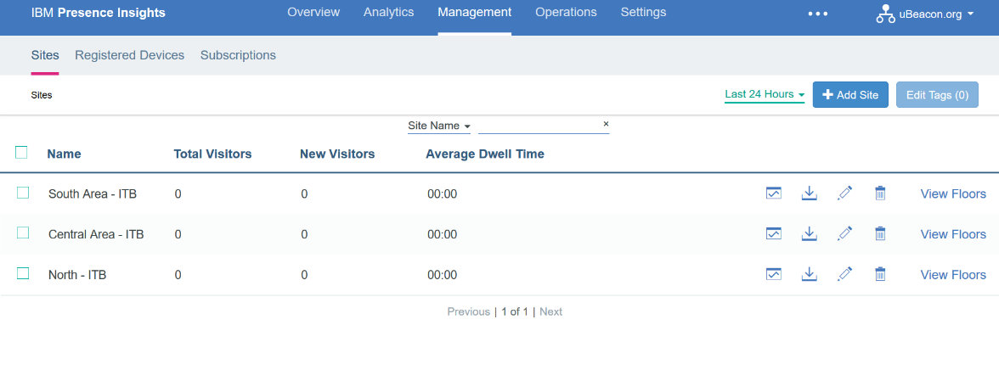 IBM Presence Insights Overview Analytics Management Operations Settings ••• uBeacon.org
Sites Registered Devices Subscriptions
Sites Last 24 Hours + Add Site Edit Tags (0)
Site Name ×
Name Total Visitors New Visitors Average Dwell Time
South Area - ITB 0 0 00:00 View Floors
Central Area - ITB 0 0 00:00 View Floors
North - ITB 0 0 00:00 View Floors
Previous | 1 of 1 | Next